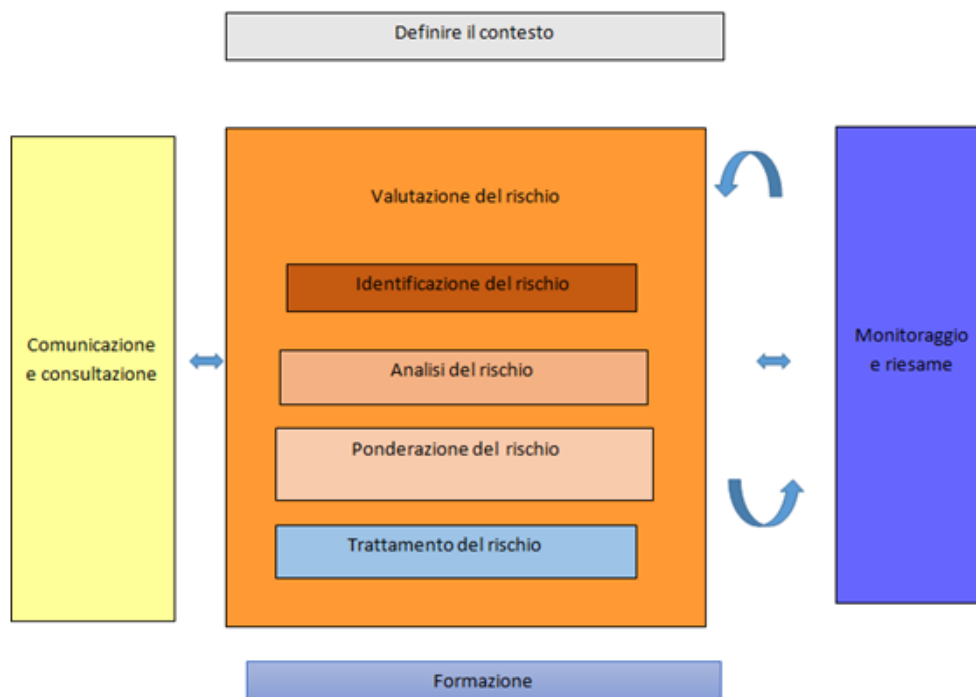 Definire il contesto
Valutazione del rischio
Identificazione del rischio
Analisi del rischio
Ponderazione del rischio
Trattamento del rischio
Comunicazione
e consultazione
Monitoraggio
e riesame
Formazione